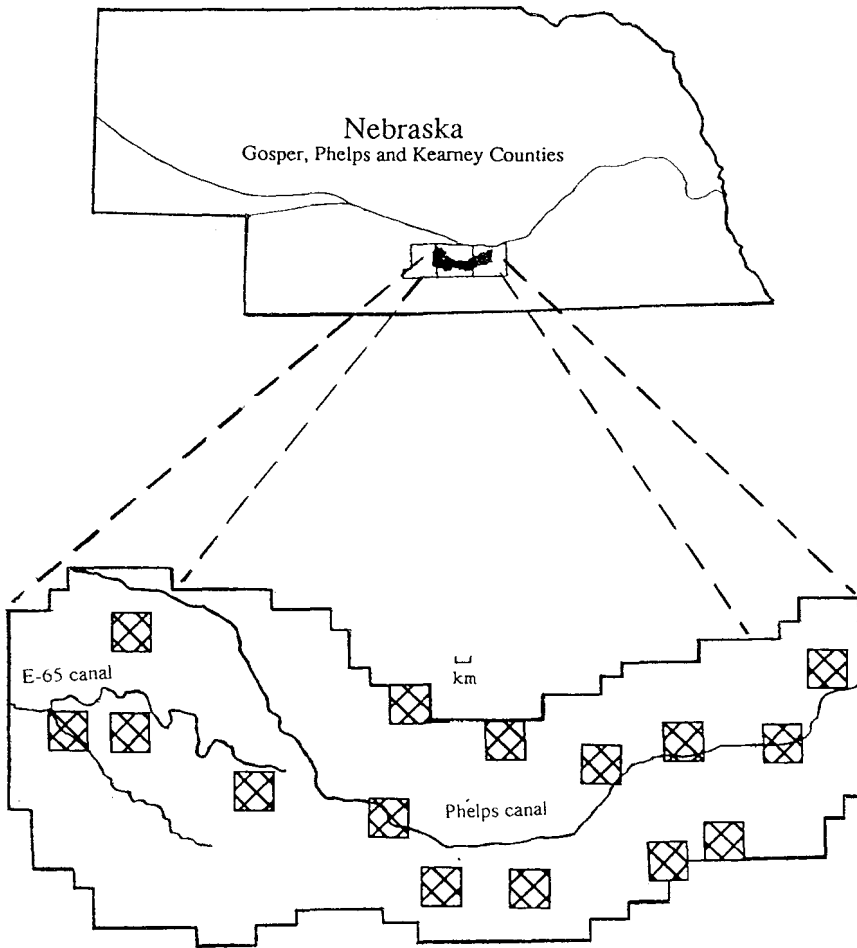 Nebraska
Gosper, Phelps and Kearney Counties
E-65 canal
km
Phelps canal